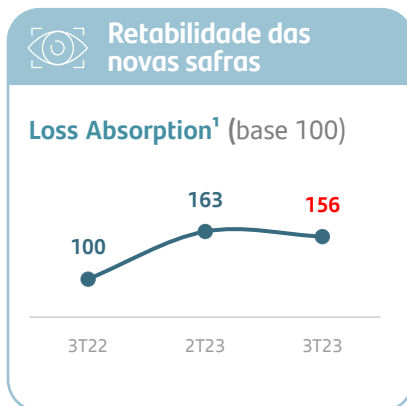 Retabilidade das
novas safras
Loss Absorption¹ (base 100)
163
156
100
3T22 2T23 3T23